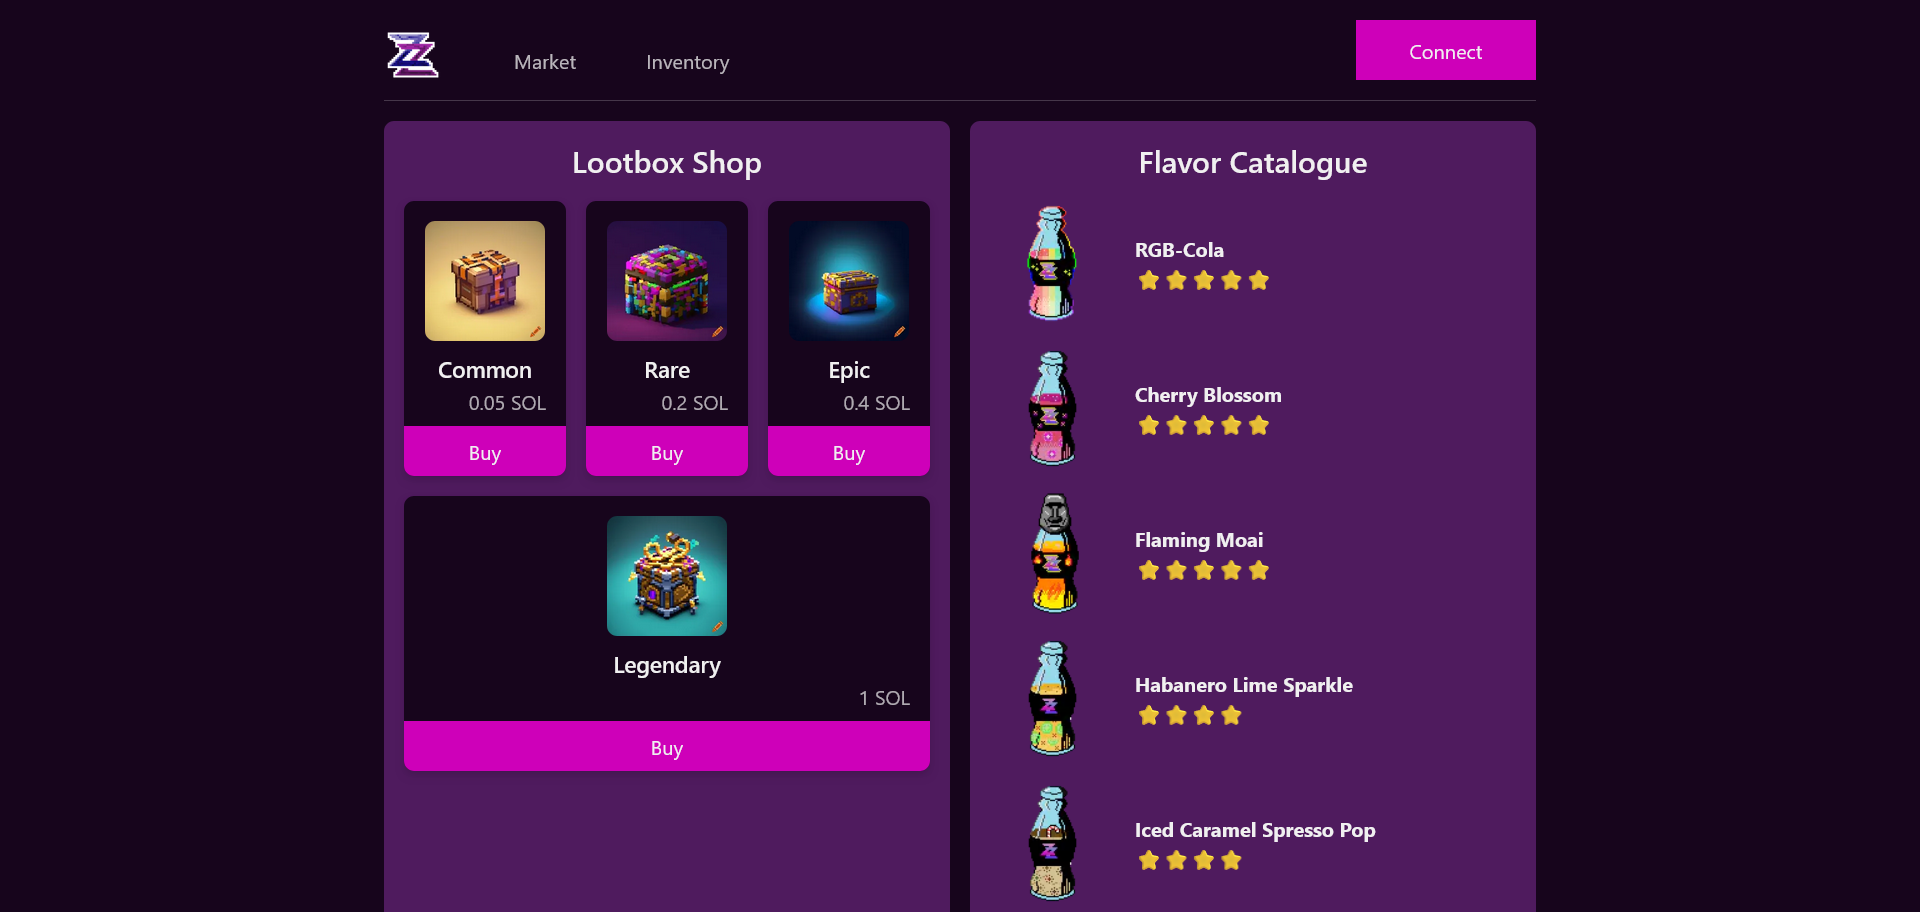 Market
Inventory
Connect
Lootbox Shop
Common
0.05 SOL
Buy
Rare
0.2 SOL
Buy
Epic
0.4 SOL
Buy
Legendary
1 SOL
Buy
Flavor Catalogue
RGB-Cola
Cherry Blossom
Flaming Moai
Habanero Lime Sparkle
Iced Caramel Spresso Pop